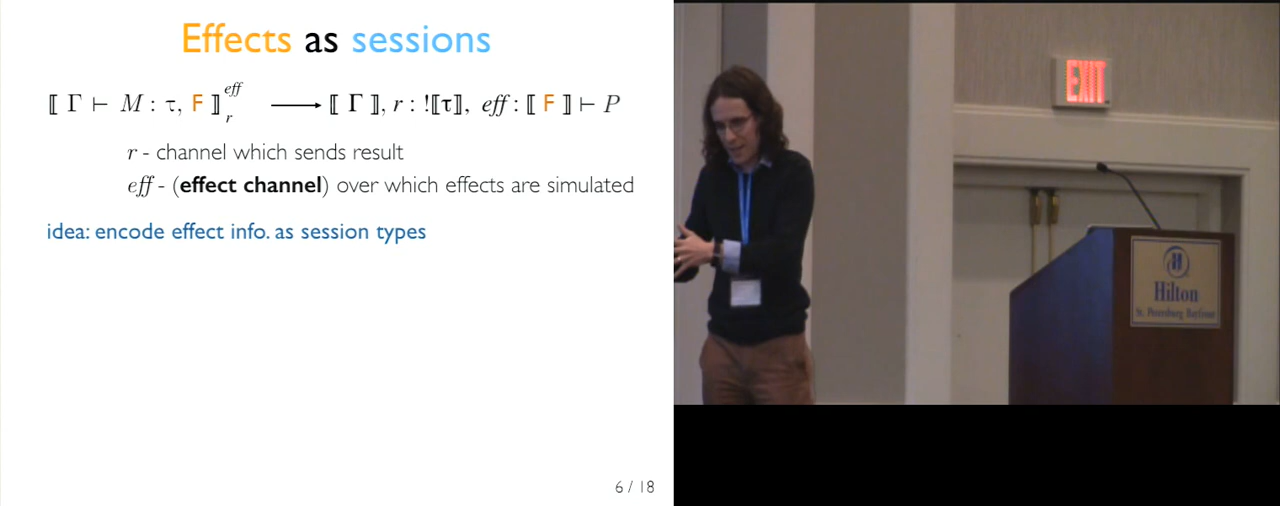 Effects as sessions
⟦ Γ ⊢ M : τ, F ⟧ᵣᵉᶠᶠ ⟶ ⟦ Γ ⟧, r : !⟦τ⟧, eff : ⟦ F ⟧ ⊢ P
r - channel which sends result
eff - (effect channel) over which effects are simulated
idea: encode effect info. as session types
6 / 18
EXIT
Hilton
St. Petersburg Bayfront